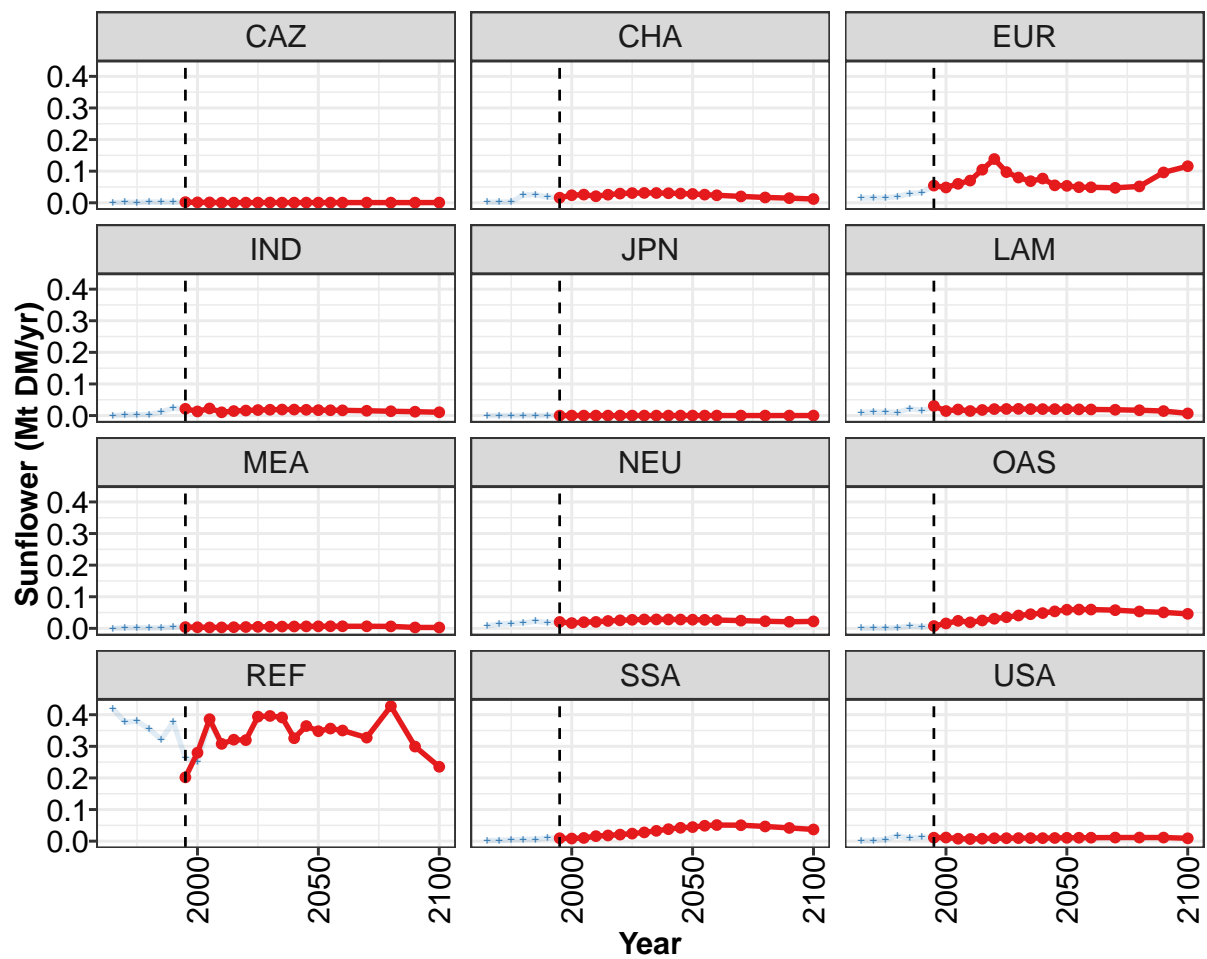 CAZ CHA EUR
0.4
0.3
0.2
0.1
0.0
IND JPN LAM
0.4
0.3
0.2
0.1
0.0
MEA NEU OAS
0.4
0.3
0.2
0.1
0.0
REF SSA USA
0.4
0.3
0.2
0.1
0.0
Sunflower (Mt DM/yr)
2000 2050 2100 2000 2050 2100 2000 2050 2100
Year